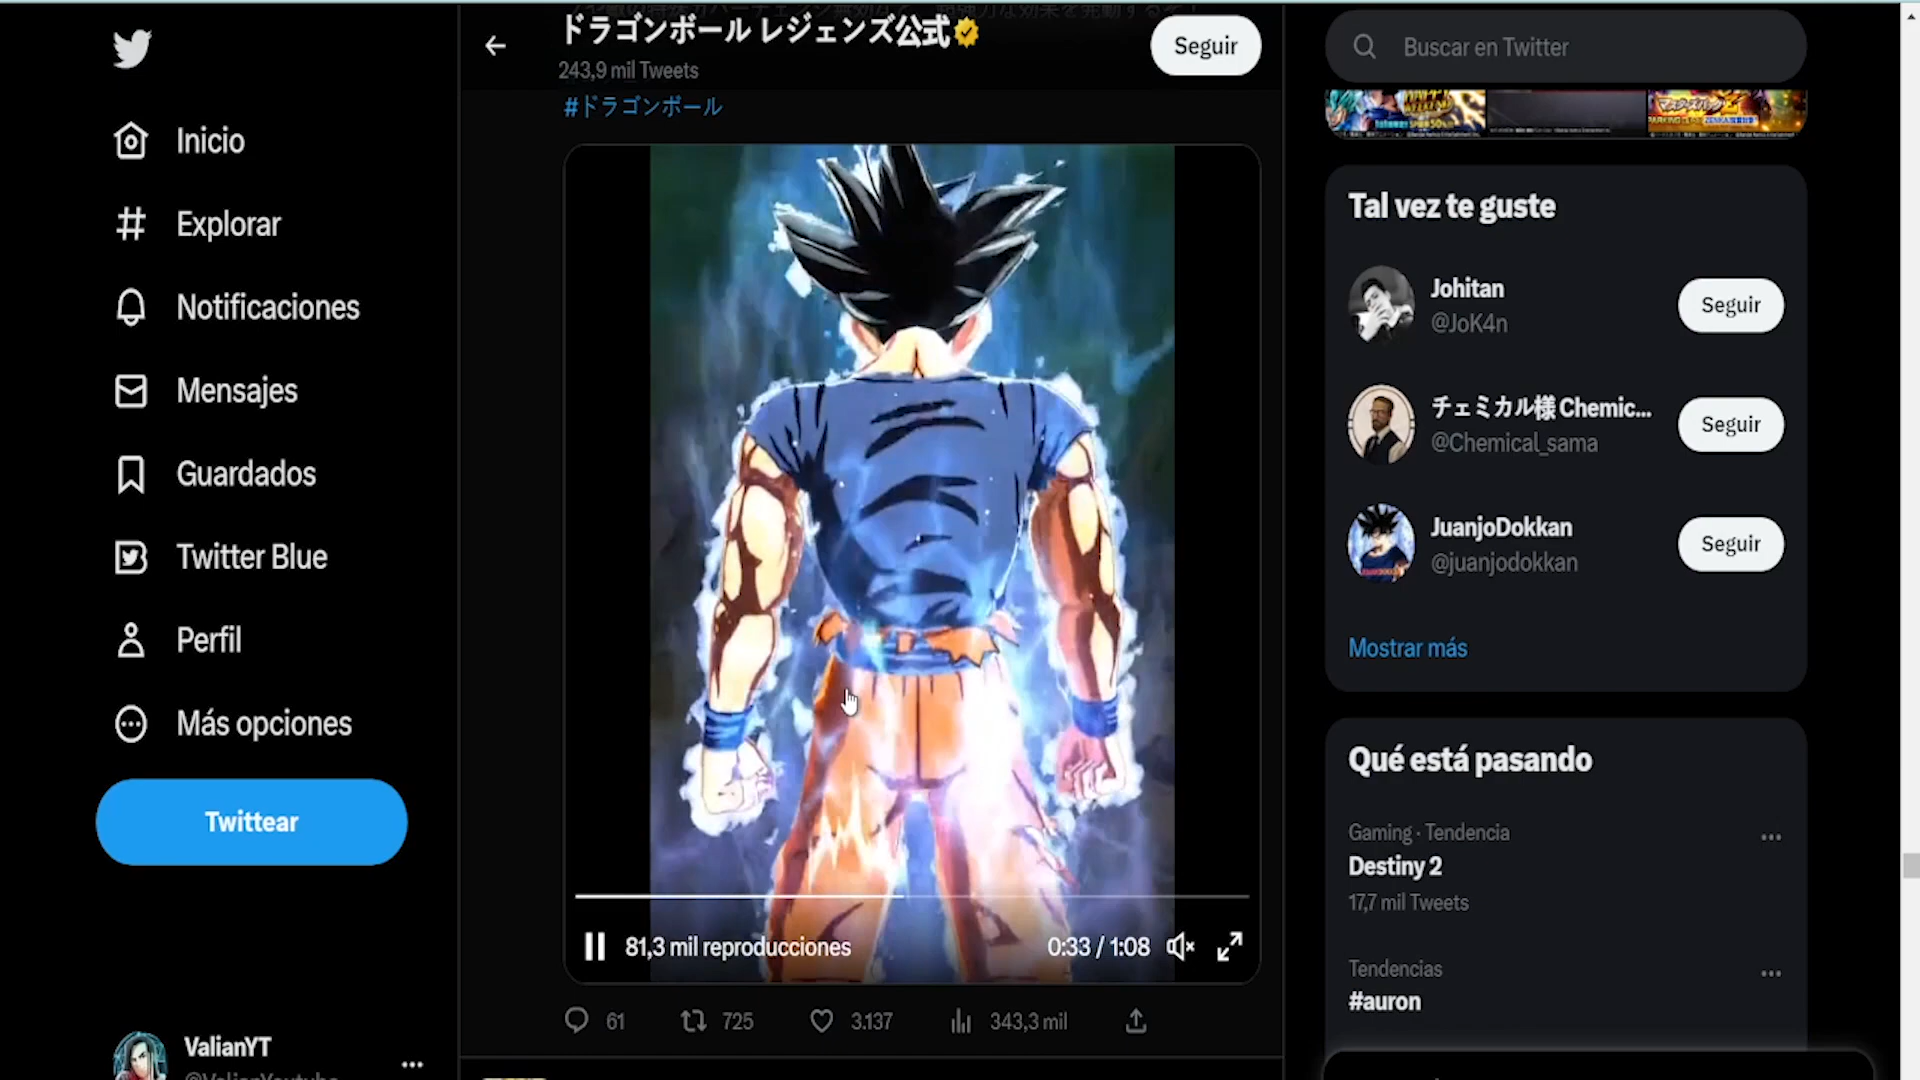 ドラゴンボール レジェンズ公式
243,9 mil Tweets
Seguir
#ドラゴンボール
Inicio
Explorar
Notificaciones
Mensajes
Guardados
Twitter Blue
Perfil
Más opciones
Twittear
ValianYT
81,3 mil reproducciones
0:33 / 1:08
61
725
3.137
343,3 mil
Buscar en Twitter
Tal vez te guste
Johitan
@JoK4n
Seguir
チェミカル様 Chemic...
@Chemical_sama
Seguir
JuanjoDokkan
@juanjodokkan
Seguir
Mostrar más
Qué está pasando
Gaming · Tendencia
Destiny 2
17,7 mil Tweets
Tendencias
#auron